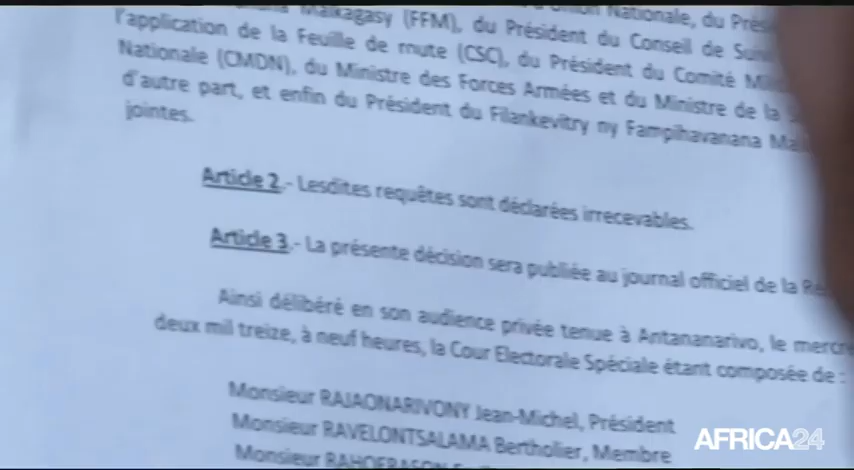 Malkagasy (FFM), du Président du Conseil de
l'application de la Feuille de route (CSC), du Président du Comité
Nationale (CMDN), du Ministre des Forces Armées et du Ministre de la
d'autre part, et enfin du Président du Filankevitry ny Fampihavanana
jointes.
Article 2.- Lesdites requêtes sont déclarées irrecevables.
Article 3.- La présente décision sera publiée au journal officiel de la
Ainsi délibéré en son audience privée tenue à Antananarivo, le
deux mil treize, à neuf heures, la Cour Electorale Spéciale étant composée de :
Monsieur RAJAONARIVONY Jean-Michel, Président
Monsieur RAVELONTSALAMA Bertholier, Membre
Monsieur
AFRICA24